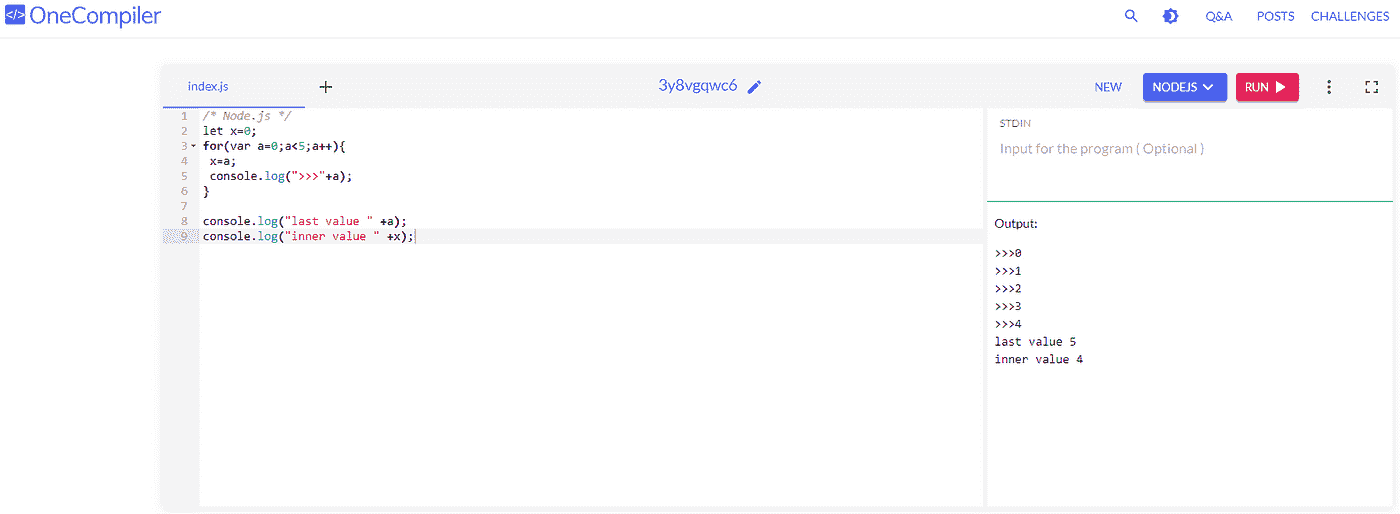 </> OneCompiler
Q&A POSTS CHALLENGES
index.js + 3y8vgqwc6 NEW NODEJS RUN
1 /* Node.js */
2 let x=0;
3 for(var a=0;a<5;a++){
4  x=a;
5  console.log(">>>"+a);
6 }
7
8 console.log("last value " +a);
9 console.log("inner value " +x);
STDIN
Input for the program ( Optional )
Output:
>>>0
>>>1
>>>2
>>>3
>>>4
last value 5
inner value 4